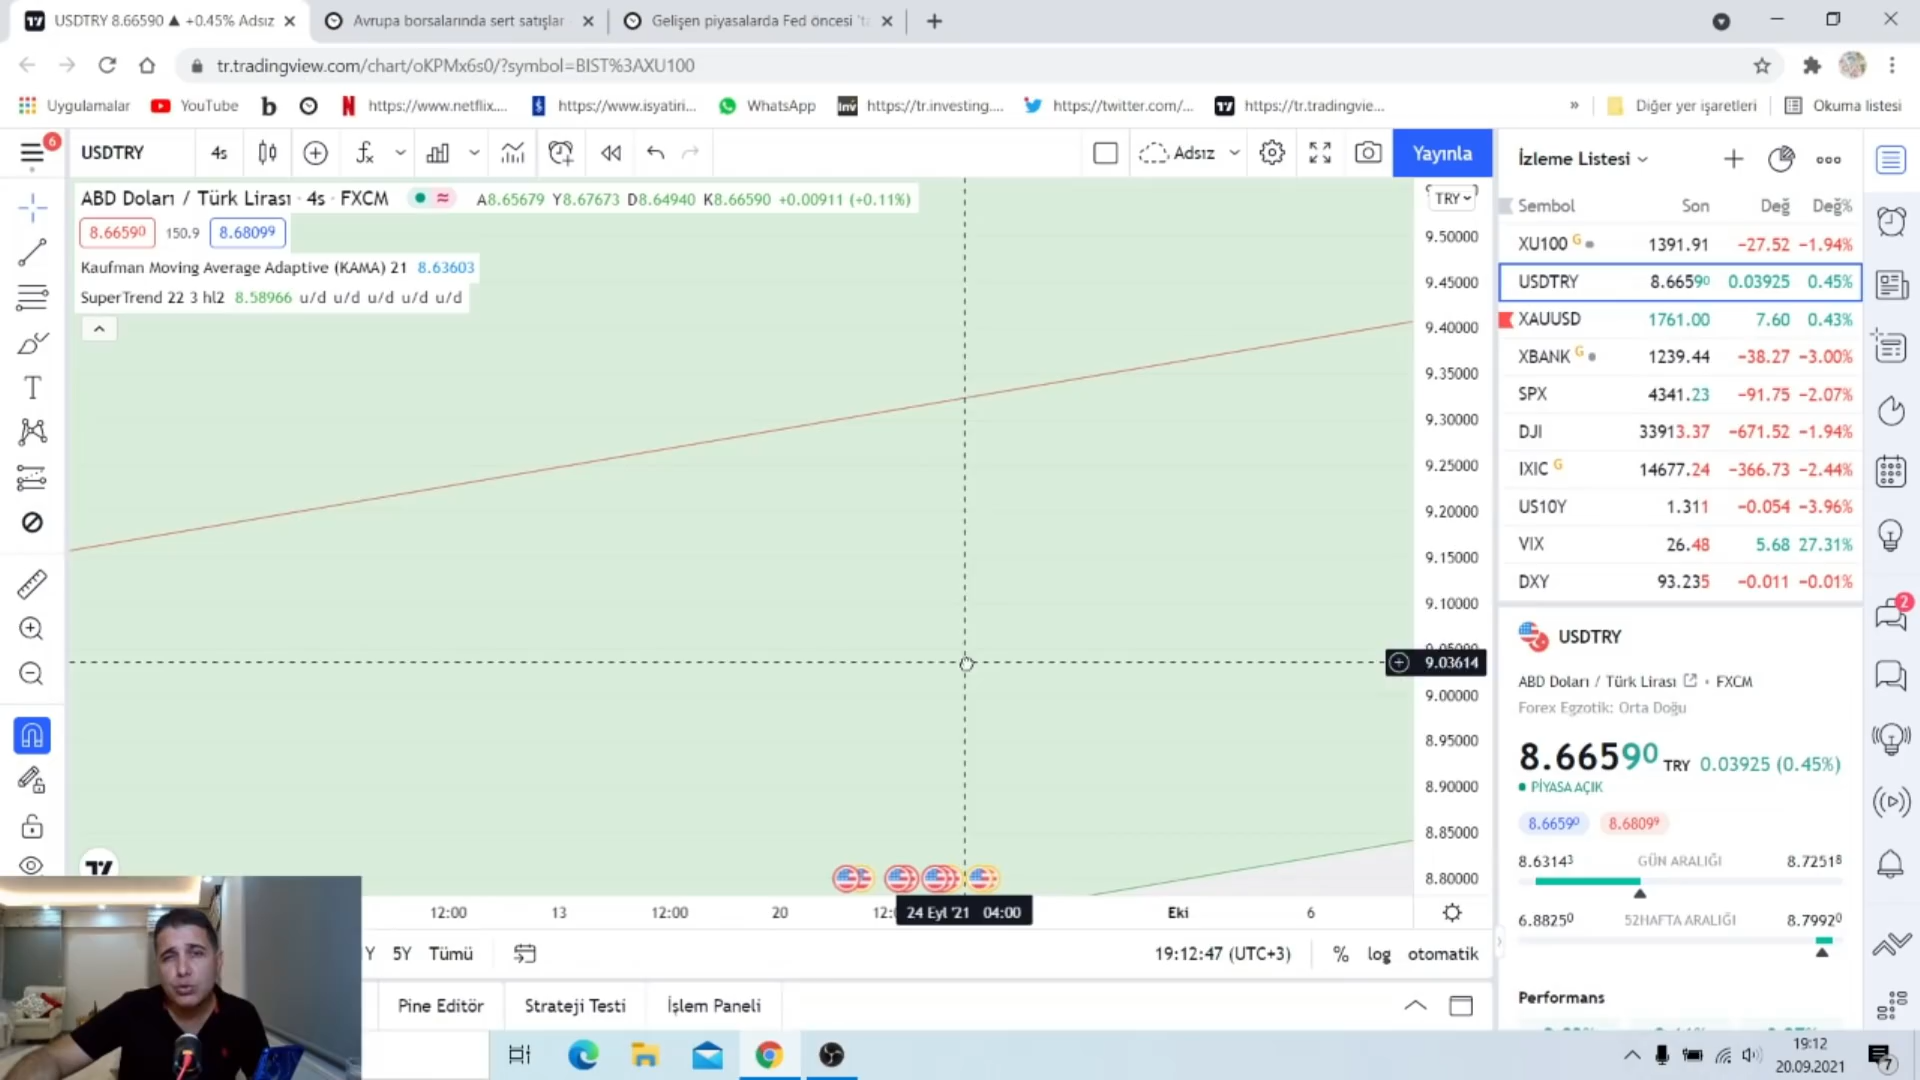 USDTRY 8.66590 ▲ +0.45% Adsız
Avrupa borsalarında sert satışlar
Gelişen piyasalarda Fed öncesi 't
tr.tradingview.com/chart/oKPMx6s0/?symbol=BIST%3AXU100
Uygulamalar
YouTube
https://www.netflix....
https://www.isyatiri...
WhatsApp
https://tr.investing....
https://twitter.com/...
https://tr.tradingvie...
»
Diğer yer işaretleri
Okuma listesi
6
USDTRY
4s
Adsız
Yayınla
ABD Doları / Türk Lirası · 4s · FXCM
A8.65679 Y8.67673 D8.64940 K8.66590 +0.00911 (+0.11%)
8.66590 150.9 8.68099
Kaufman Moving Average Adaptive (KAMA) 21 8.63603
SuperTrend 22 3 hl2 8.58966 u/d u/d u/d u/d u/d
TRY
9.50000
9.45000
9.40000
9.35000
9.30000
9.25000
9.20000
9.15000
9.10000
9.05000
9.03614
9.00000
8.95000
8.90000
8.85000
8.80000
12:00 13 12:00 20 12: 24 Eyl '21 04:00 Eki 6
Y 5Y Tümü
19:12:47 (UTC+3) % log otomatik
Pine Editör Strateji Testi İşlem Paneli
İzleme Listesi
Sembol Son Değ Değ%
XU100 G 1391.91 −27.52 −1.94%
USDTRY 8.66590 0.03925 0.45%
XAUUSD 1761.00 7.60 0.43%
XBANK G 1239.44 −38.27 −3.00%
SPX 4341.23 −91.75 −2.07%
DJI 33913.37 −671.52 −1.94%
IXIC G 14677.24 −366.73 −2.44%
US10Y 1.311 −0.054 −3.96%
VIX 26.48 5.68 27.31%
DXY 93.235 −0.011 −0.01%
2
USDTRY
ABD Doları / Türk Lirası · FXCM
Forex Egzotik: Orta Doğu
8.66590 TRY 0.03925 (0.45%)
PİYASA AÇIK
8.66590 8.68099
8.63143 GÜN ARALIĞI 8.72518
6.88250 52HAFTA ARALIĞI 8.79920
Performans
19:12
20.09.2021
7